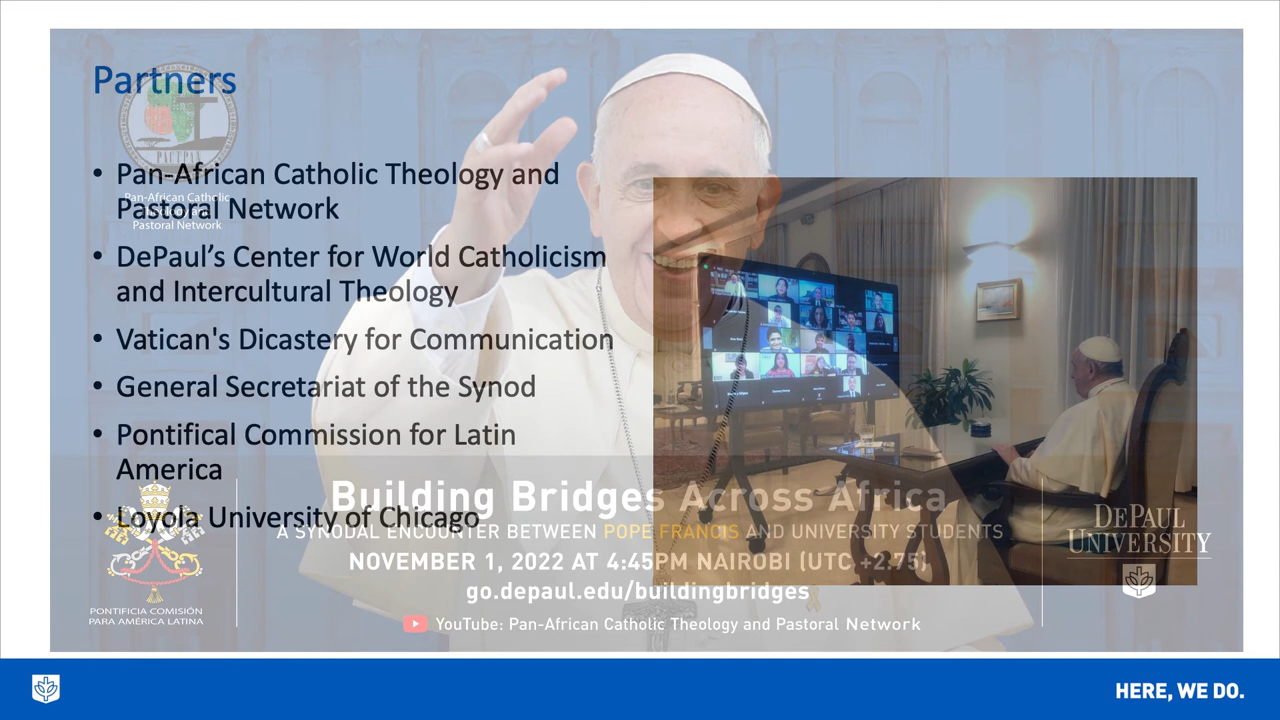 Partners
PACTPAN
• Pan-African Catholic Theology and
Pastoral Network
Pan-African Catholic
Pastoral Network
• DePaul’s Center for World Catholicism
and Intercultural Theology
• Vatican's Dicastery for Communication
• General Secretariat of the Synod
• Pontifical Commission for Latin
America
• Loyola University of Chicago
Building Bridges Across Africa
A SYNODAL ENCOUNTER BETWEEN POPE FRANCIS AND UNIVERSITY STUDENTS
NOVEMBER 1, 2022 AT 4:45PM NAIROBI (UTC +2.75)
go.depaul.edu/buildingbridges
YouTube: Pan-African Catholic Theology and Pastoral Network
PONTIFICIA COMISIÓN
PARA AMÉRICA LATINA
DEPAUL
UNIVERSITY
HERE, WE DO.